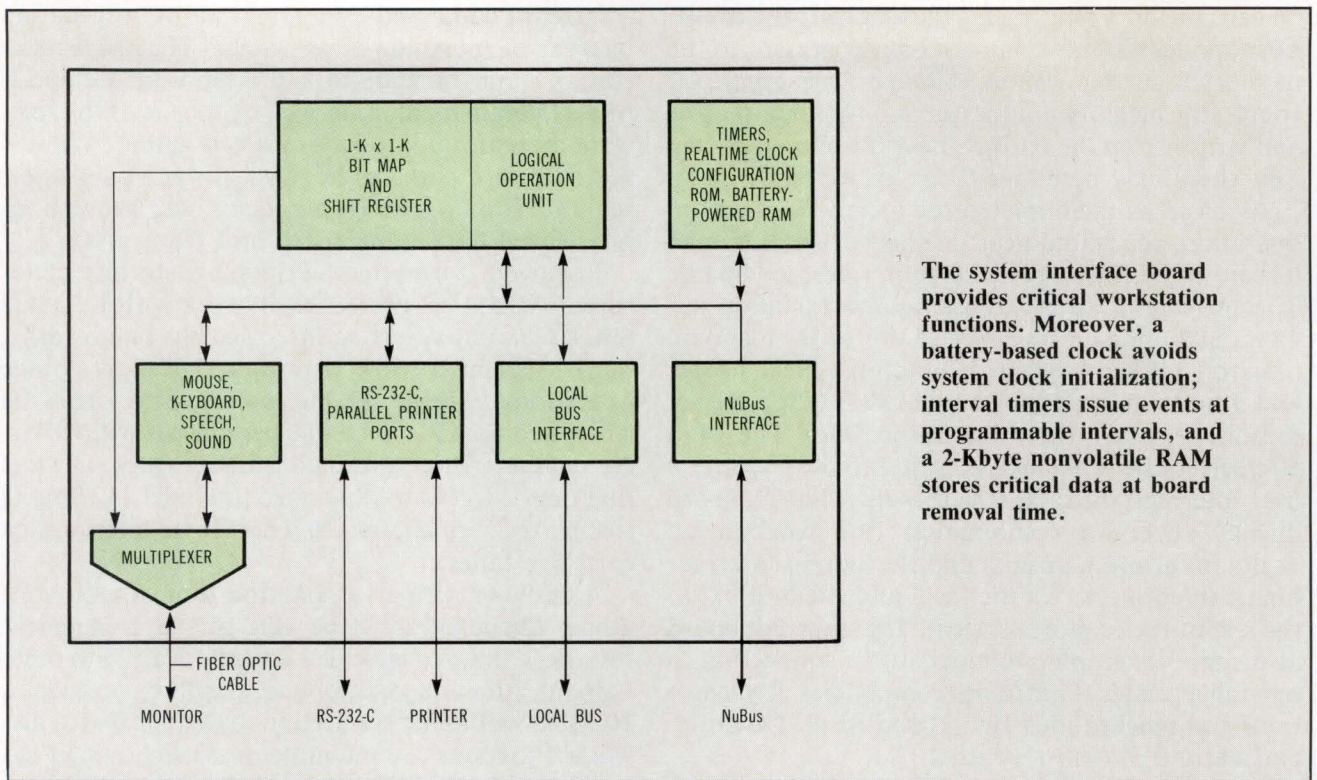 1-K x 1-K
BIT MAP
AND
SHIFT REGISTER
LOGICAL
OPERATION
UNIT
TIMERS,
REALTIME CLOCK
CONFIGURATION
ROM, BATTERY-
POWERED RAM
MOUSE,
KEYBOARD,
SPEECH,
SOUND
RS-232-C,
PARALLEL PRINTER
PORTS
LOCAL
BUS
INTERFACE
NuBus
INTERFACE
MULTIPLEXER
FIBER OPTIC
CABLE
MONITOR
RS-232-C
PRINTER
LOCAL BUS
NuBus
The system interface board
provides critical workstation
functions. Moreover, a
battery-based clock avoids
system clock initialization;
interval timers issue events at
programmable intervals, and
a 2-Kbyte nonvolatile RAM
stores critical data at board
removal time.